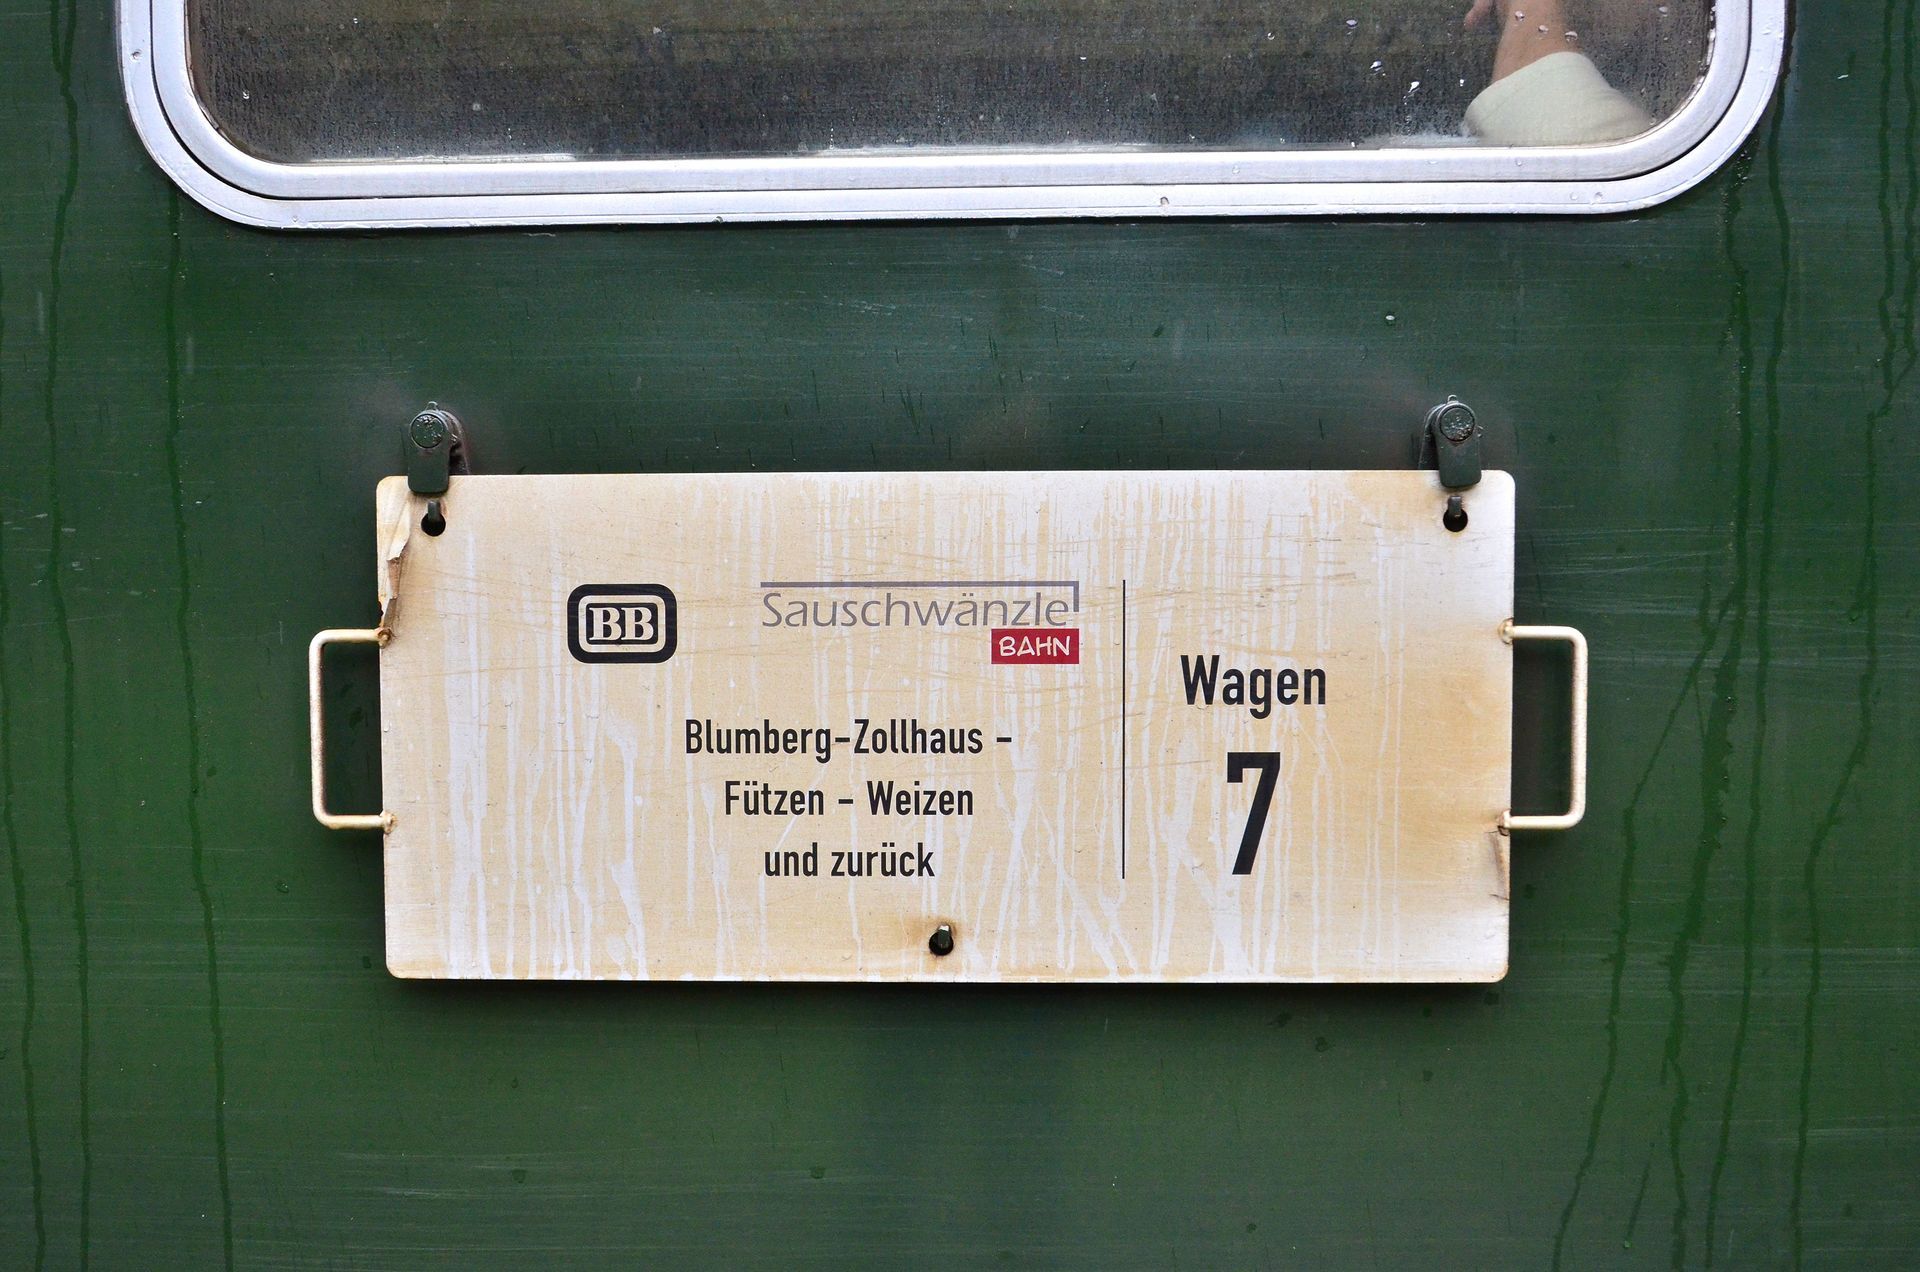 BB
Sauschwänzle
BAHN
Blumberg-Zollhaus -
Fützen - Weizen
und zurück
Wagen
7